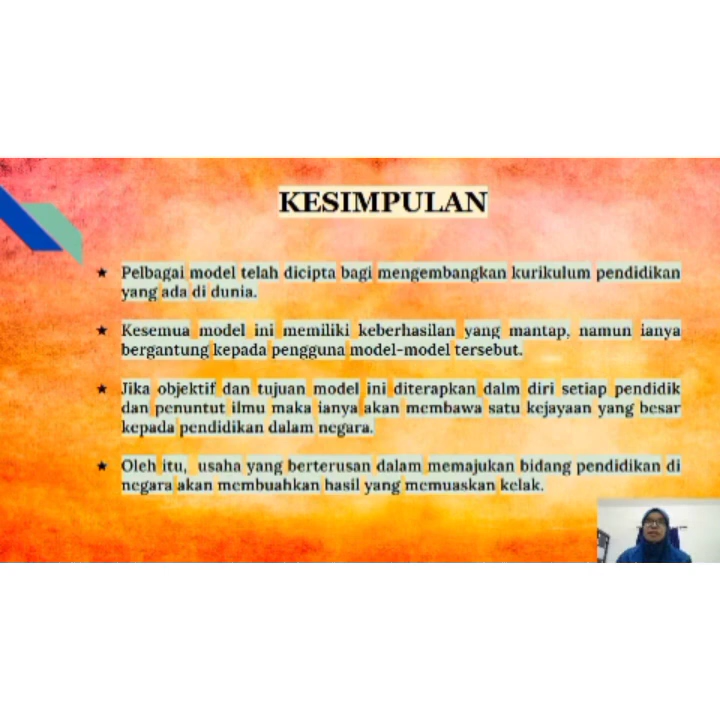 KESIMPULAN
★ Pelbagai model telah dicipta bagi mengembangkan kurikulum pendidikan
yang ada di dunia.
★ Kesemua model ini memiliki keberhasilan yang mantap, namun ianya
bergantung kepada pengguna model-model tersebut.
★ Jika objektif dan tujuan model ini diterapkan dalm diri setiap pendidik
dan penuntut ilmu maka ianya akan membawa satu kejayaan yang besar
kepada pendidikan dalam negara.
★ Oleh itu, usaha yang berterusan dalam memajukan bidang pendidikan di
negara akan membuahkan hasil yang memuaskan kelak.